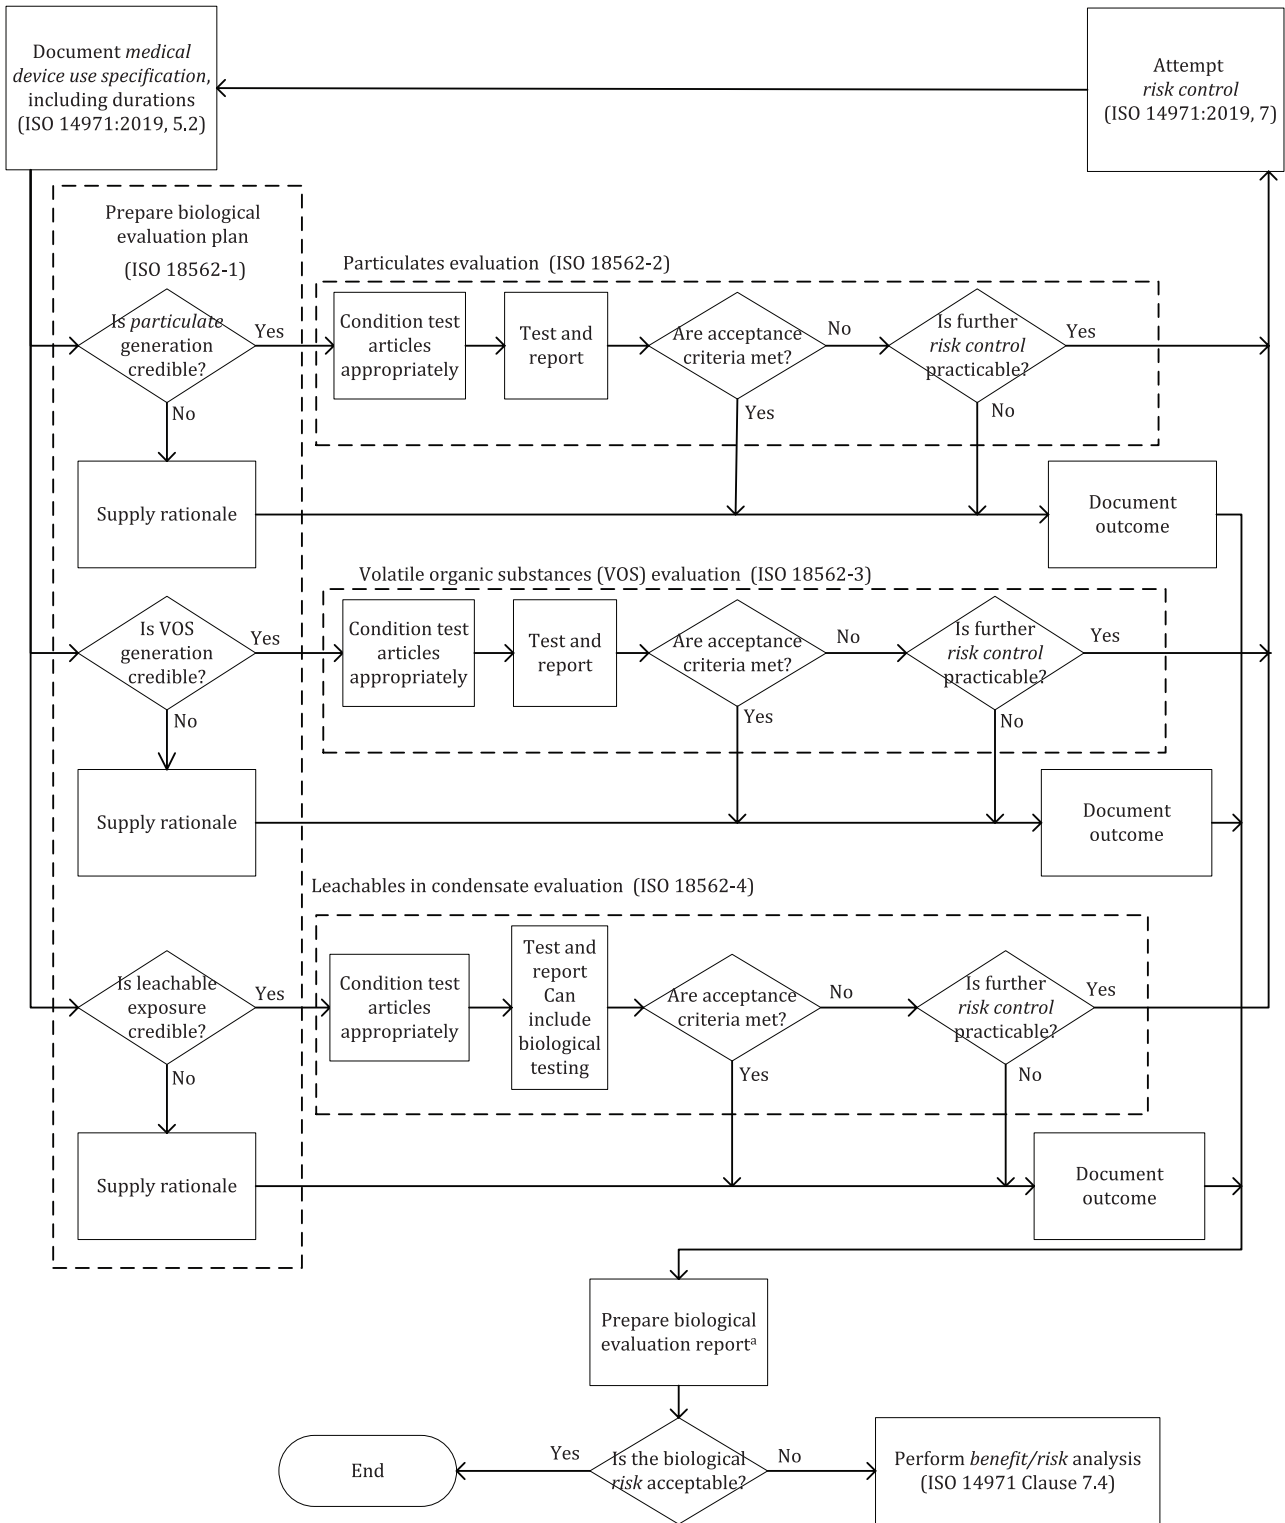 Document medical
device use specification,
including durations
(ISO 14971:2019, 5.2)
Attempt
risk control
(ISO 14971:2019, 7)
Prepare biological
evaluation plan
(ISO 18562-1)
Particulates evaluation (ISO 18562-2)
Is particulate
generation
credible?
Yes
No
Condition test
articles
appropriately
Test and
report
Are acceptance
criteria met?
No
Yes
Is further
risk control
practicable?
Yes
No
Supply rationale
Document
outcome
Volatile organic substances (VOS) evaluation (ISO 18562-3)
Is VOS
generation
credible?
Yes
No
Condition test
articles
appropriately
Test and
report
Are acceptance
criteria met?
No
Yes
Is further
risk control
practicable?
Yes
No
Supply rationale
Document
outcome
Leachables in condensate evaluation (ISO 18562-4)
Is leachable
exposure
credible?
Yes
No
Condition test
articles
appropriately
Test and
report
Can
include
biological
testing
Are acceptance
criteria met?
No
Yes
Is further
risk control
practicable?
Yes
No
Supply rationale
Document
outcome
Prepare biological
evaluation reportᵃ
Is the biological
risk acceptable?
Yes
No
End
Perform benefit/risk analysis
(ISO 14971 Clause 7.4)